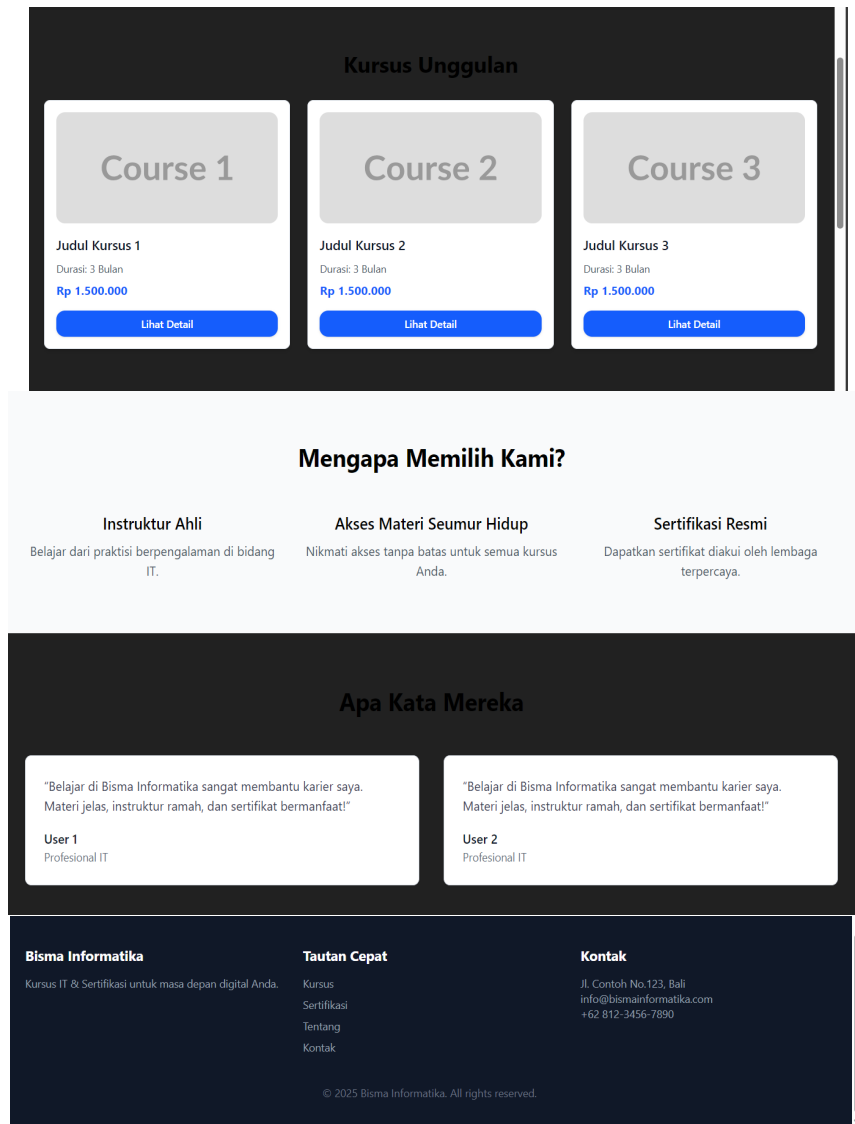 Kursus Unggulan
Course 1
Course 2
Course 3
Judul Kursus 1
Durasi: 3 Bulan
Rp 1.500.000
Lihat Detail
Judul Kursus 2
Durasi: 3 Bulan
Rp 1.500.000
Lihat Detail
Judul Kursus 3
Durasi: 3 Bulan
Rp 1.500.000
Lihat Detail
Mengapa Memilih Kami?
Instruktur Ahli
Belajar dari praktisi berpengalaman di bidang
IT.
Akses Materi Seumur Hidup
Nikmati akses tanpa batas untuk semua kursus
Anda.
Sertifikasi Resmi
Dapatkan sertifikat diakui oleh lembaga
terpercaya.
Apa Kata Mereka
“Belajar di Bisma Informatika sangat membantu karier saya.
Materi jelas, instruktur ramah, dan sertifikat bermanfaat!”
User 1
Profesional IT
“Belajar di Bisma Informatika sangat membantu karier saya.
Materi jelas, instruktur ramah, dan sertifikat bermanfaat!”
User 2
Profesional IT
Bisma Informatika
Kursus IT & Sertifikasi untuk masa depan digital Anda.
Tautan Cepat
Kursus
Sertifikasi
Tentang
Kontak
Kontak
Jl. Contoh No.123, Bali
info@bismainformatika.com
+62 812-3456-7890
© 2025 Bisma Informatika. All rights reserved.